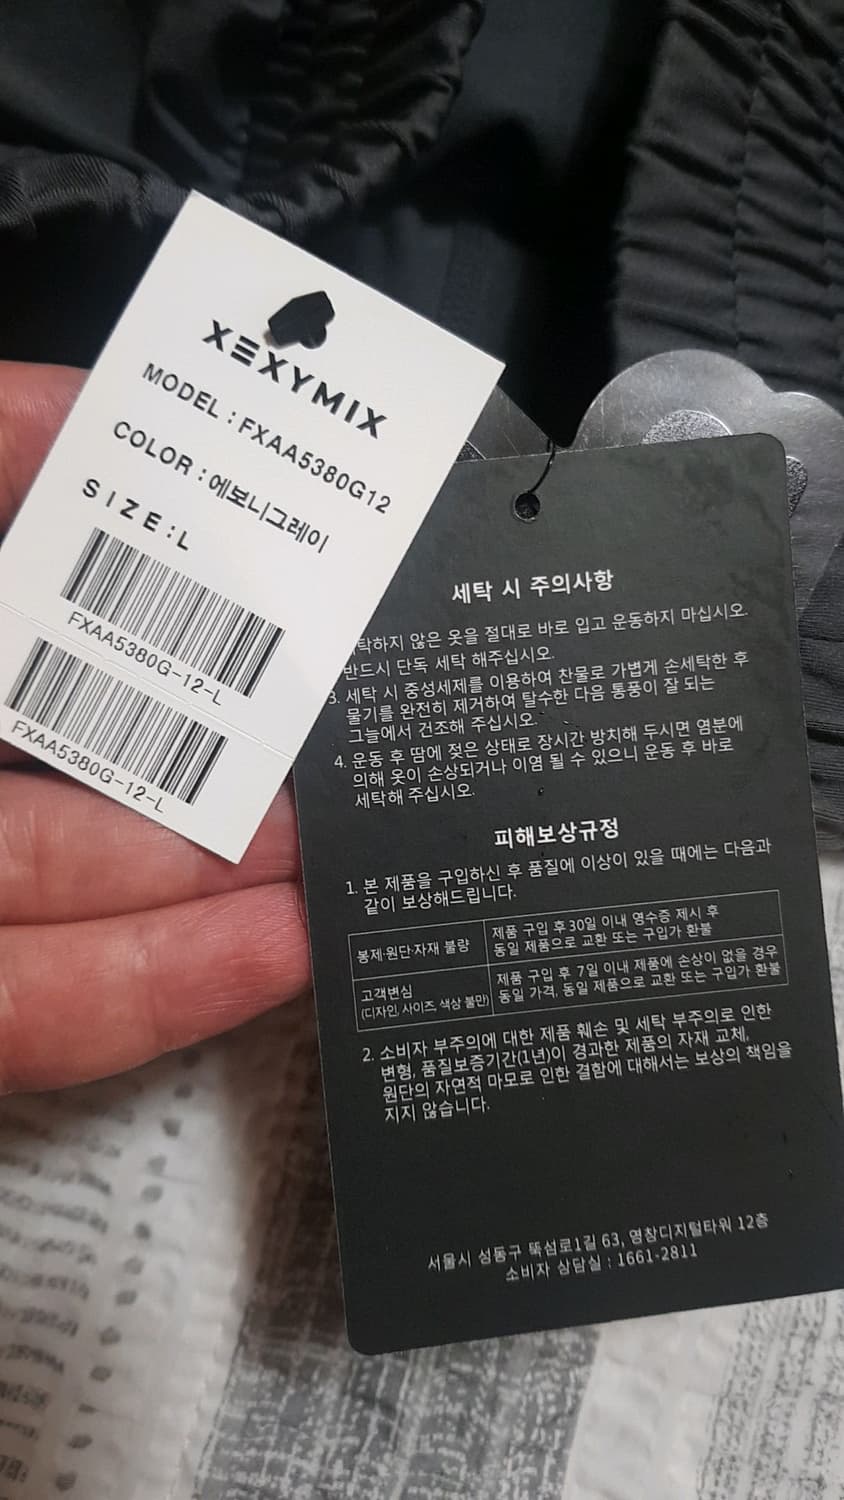 XEXYMIX
MODEL : FXAA5380G12
COLOR : 에보니그레이
SIZE : L
FXAA5380G-12-L
FXAA5380G-12-L
세탁 시 주의사항
탁하지 않은 옷을 절대로 바로 입고 운동하지 마십시오.
반드시 단독 세탁 해주십시오.
3. 세탁 시 중성세제를 이용하여 찬물로 가볍게 손세탁한 후
물기를 완전히 제거하여 탈수한 다음 통풍이 잘 되는
그늘에서 건조해 주십시오.
4. 운동 후 땀에 젖은 상태로 장시간 방치해 두시면 염분에
의해 옷이 손상되거나 이염 될 수 있으니 운동 후 바로
세탁해 주십시오.
피해보상규정
1. 본 제품을 구입하신 후 품질에 이상이 있을 때에는 다음과
같이 보상해드립니다.
봉제·원단·자재 불량
제품 구입 후 30일 이내 영수증 제시 후
동일 제품으로 교환 또는 구입가 환불
고객변심
(디자인, 사이즈, 색상 불만)
제품 구입 후 7일 이내 제품에 손상이 없을 경우
동일 가격, 동일 제품으로 교환 또는 구입가 환불
2. 소비자 부주의에 대한 제품 훼손 및 세탁 부주의로 인한
변형, 품질보증기간(1년)이 경과한 제품의 자재 교체,
원단의 자연적 마모로 인한 결함에 대해서는 보상의 책임을
지지 않습니다.
서울시 성동구 뚝섬로1길 63, 영창디지털타워 12층
소비자 상담실 : 1661-2811